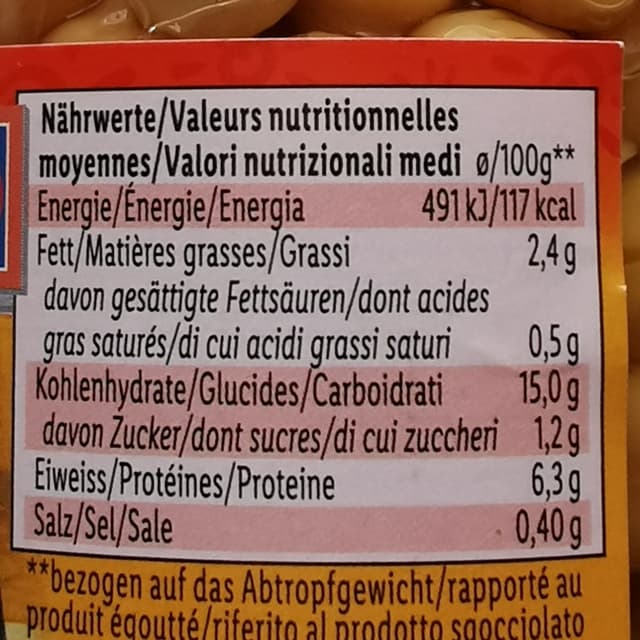 Nährwerte/Valeurs nutritionnelles
moyennes/Valori nutrizionali medi ø/100g**
Energie/Énergie/Energia 491 kJ/117 kcal
Fett/Matières grasses/Grassi 2,4 g
davon gesättigte Fettsäuren/dont acides
gras saturés/di cui acidi grassi saturi 0,5 g
Kohlenhydrate/Glucides/Carboidrati 15,0 g
davon Zucker/dont sucres/di cui zuccheri 1,2 g
Eiweiss/Protéines/Proteine 6,3 g
Salz/Sel/Sale 0,40 g
**bezogen auf das Abtropfgewicht/rapporté au
produit égoutté/riferito al prodotto sgocciolato